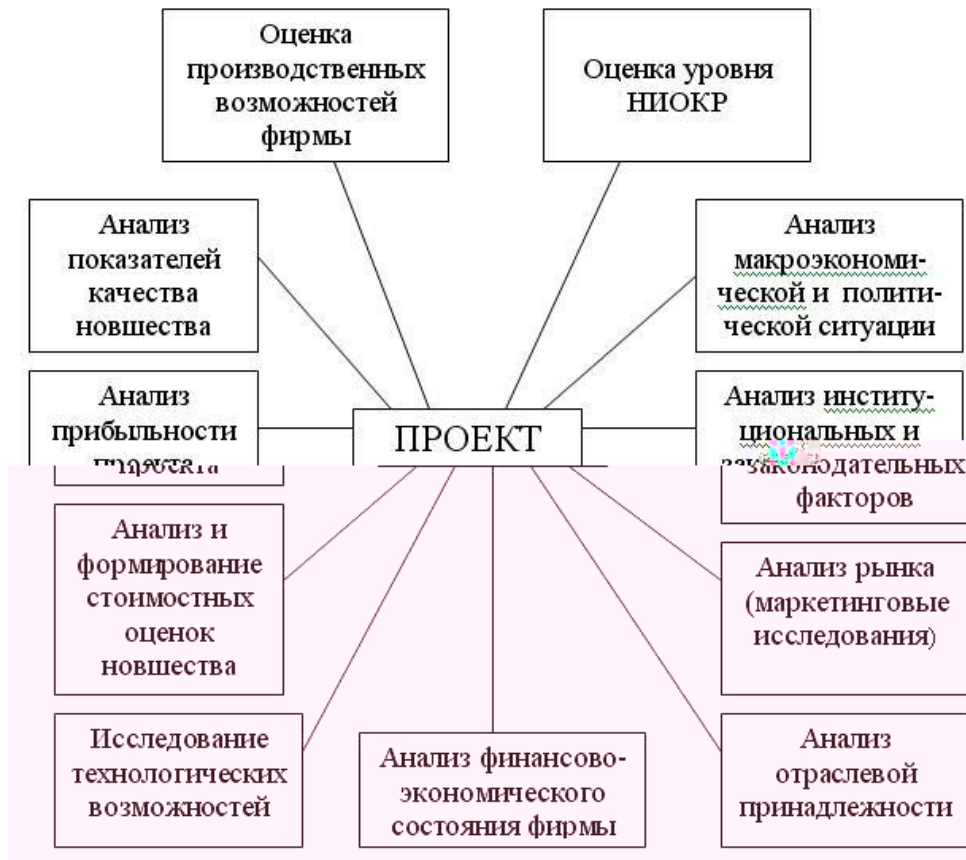 Оценка
производственных
возможностей
фирмы
Оценка уровня
НИОКР
Анализ
показателей
качества
новшества
Анализ
макроэкономи-
ческой и полити-
ческой ситуации
Анализ
прибыльности
проекта
ПРОЕКТ
Анализ институ-
циональных и
законодательных
факторов
Анализ и
формирование
стоимостных
оценок
новшества
Анализ рынка
(маркетинговые
исследования)
Исследование
технологических
возможностей
Анализ финансово-
экономического
состояния фирмы
Анализ
отраслевой
принадлежности